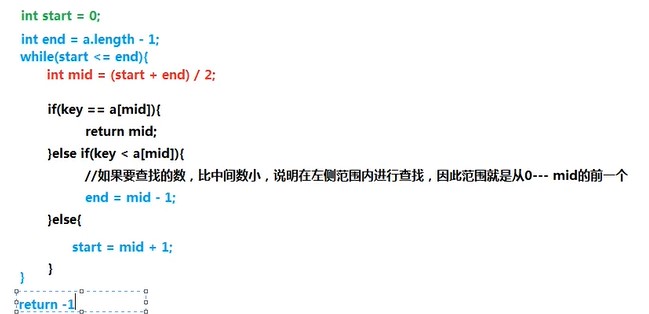 int start = 0;
int end = a.length - 1;
while(start <= end){
int mid = (start + end) / 2;
if(key == a[mid]){
return mid;
}else if(key < a[mid]){
//如果要查找的数，比中间数小，说明在左侧范围内进行查找，因此范围就是从0--- mid的前一个
end = mid - 1;
}else{
start = mid + 1;
}
}
return -1